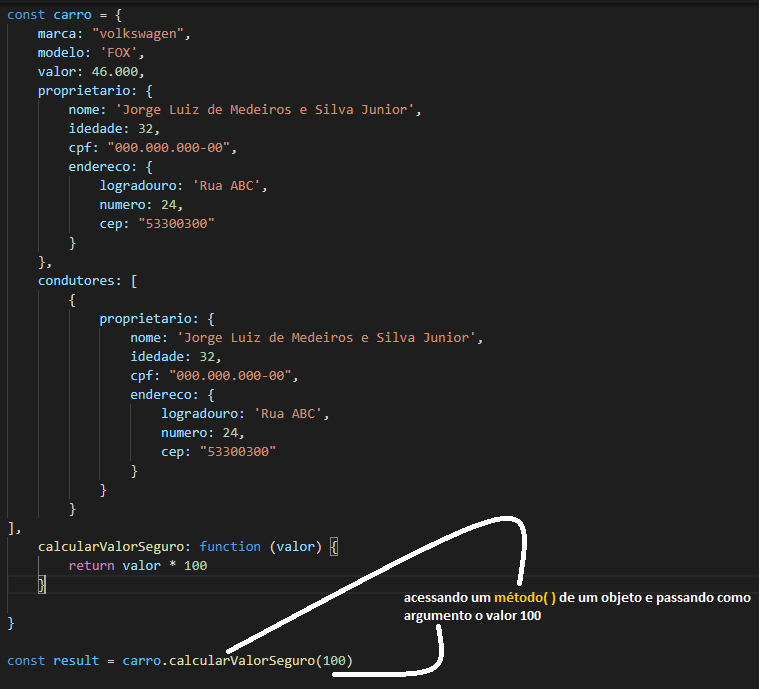 const carro = {
    marca: "volkswagen",
    modelo: 'FOX',
    valor: 46.000,
    proprietario: {
        nome: 'Jorge Luiz de Medeiros e Silva Junior',
        idedade: 32,
        cpf: "000.000.000-00",
        endereco: {
            logradouro: 'Rua ABC',
            numero: 24,
            cep: "53300300"
        }
    },
    condutores: [
        {
            proprietario: {
                nome: 'Jorge Luiz de Medeiros e Silva Junior',
                idedade: 32,
                cpf: "000.000.000-00",
                endereco: {
                    logradouro: 'Rua ABC',
                    numero: 24,
                    cep: "53300300"
                }
            }
        }
],
    calcularValorSeguro: function (valor) {
        return valor * 100
    }
acessando um método( ) de um objeto e passando como
argumento o valor 100
}
const result = carro.calcularValorSeguro(100)